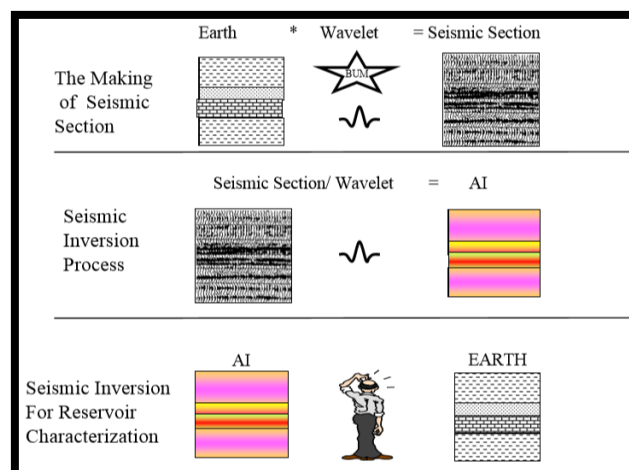 Earth * Wavelet = Seismic Section
The Making
of Seismic
Section
BUM
Seismic Section/ Wavelet = AI
Seismic
Inversion
Process
AI EARTH
Seismic Inversion
For Reservoir
Characterization